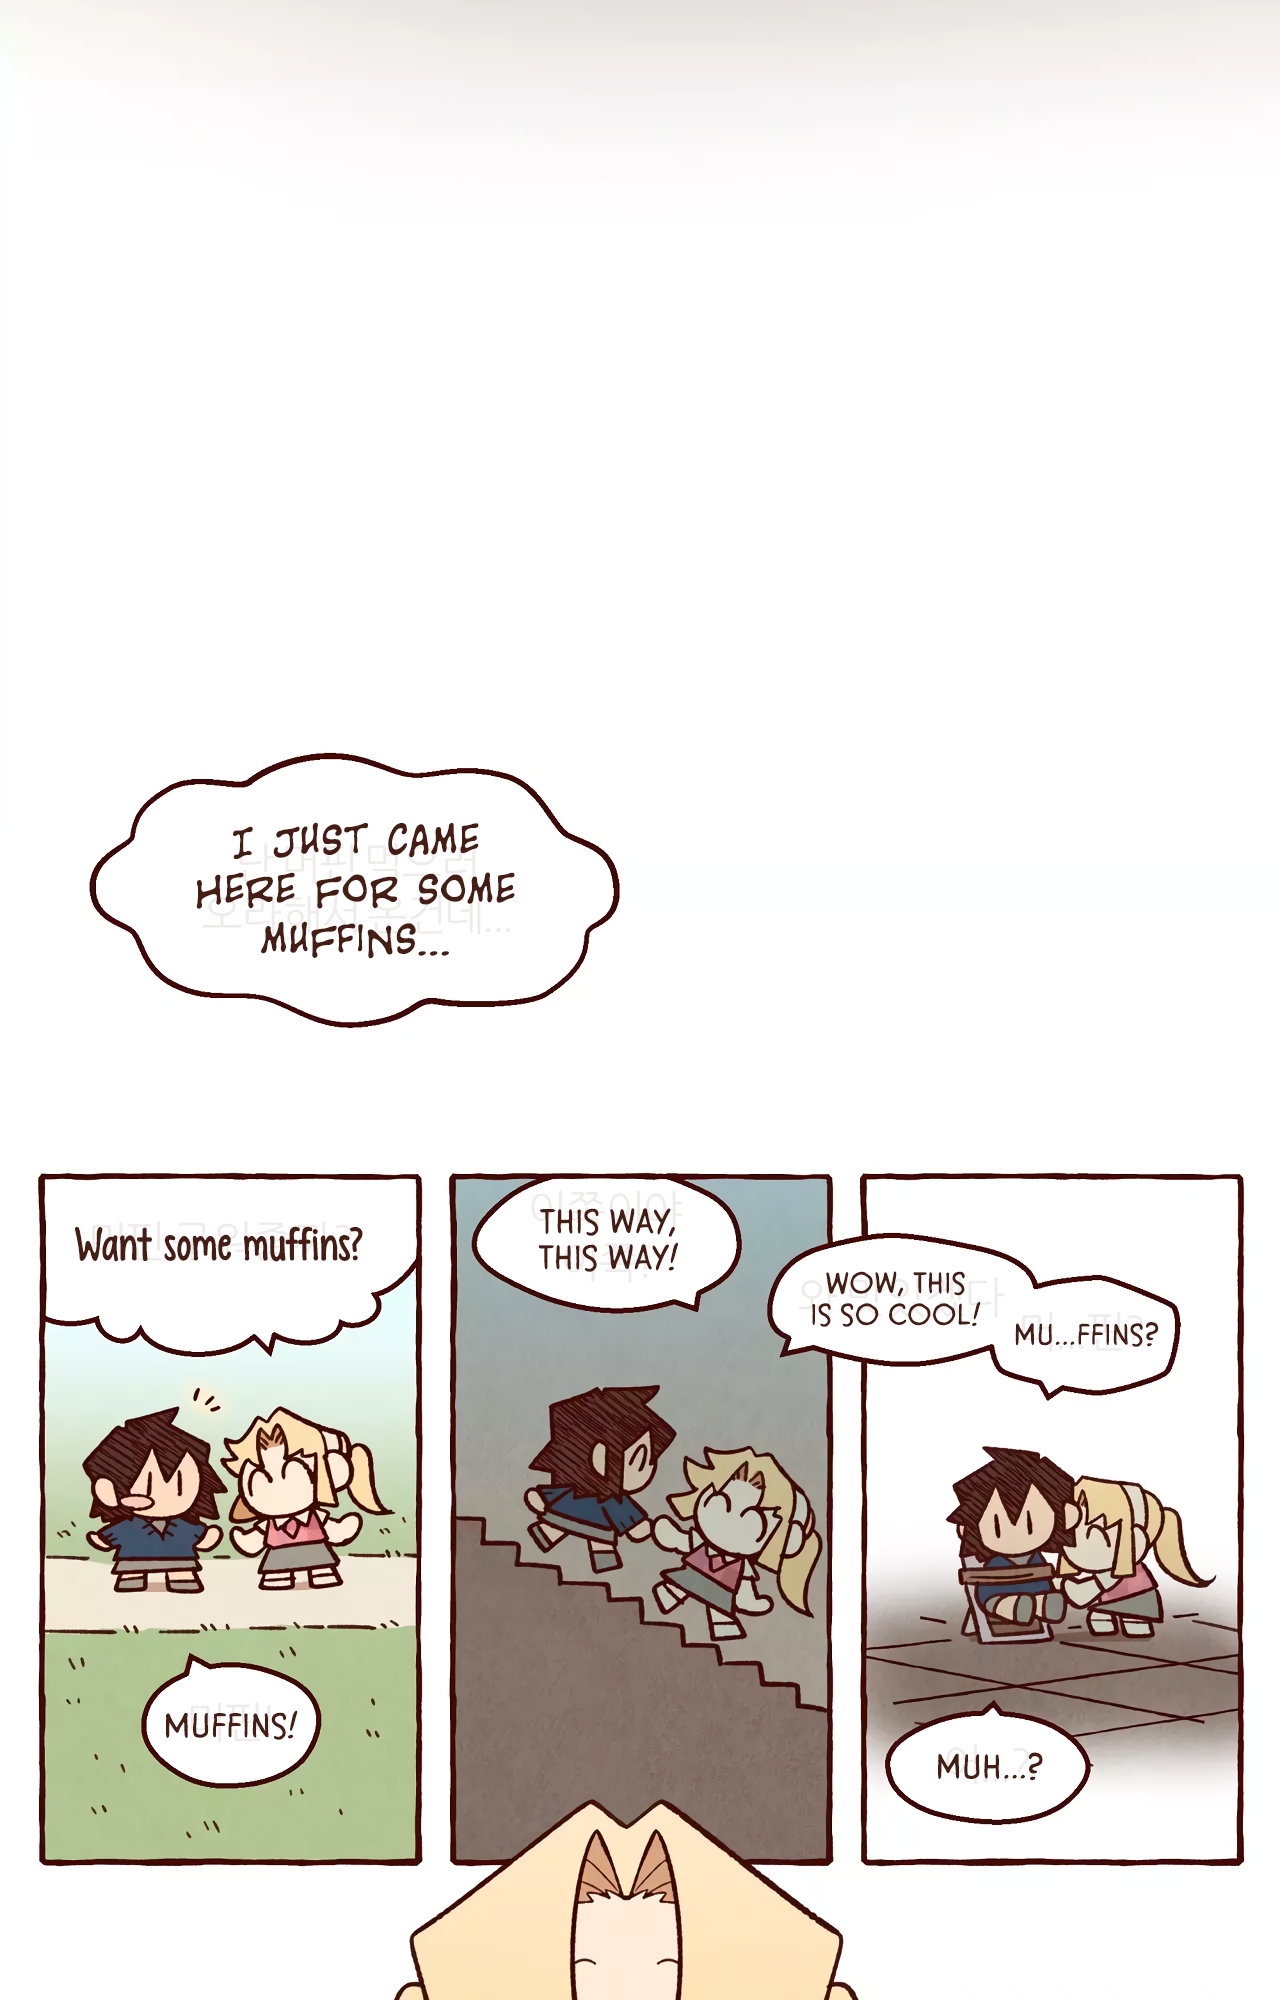 I JUST CAME
HERE FOR SOME
MUFFINS...
Want some muffins?
MUFFINS!
THIS WAY,
THIS WAY!
WOW, THIS
IS SO COOL!
MU...FFINS?
MUH...?